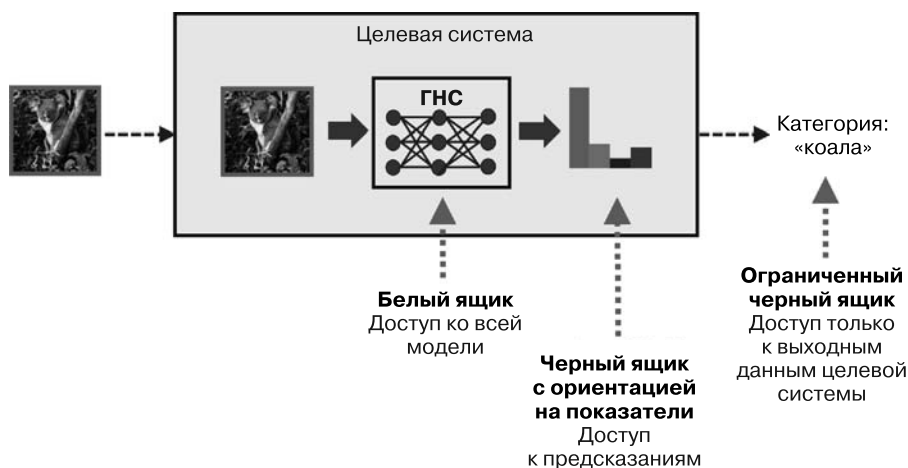 Целевая система
ГНС
Категория:
«коала»
Белый ящик
Доступ ко всей
модели
Черный ящик
с ориентацией
на показатели
Доступ
к предсказаниям
Ограниченный
черный ящик
Доступ только
к выходным
данным целевой
системы